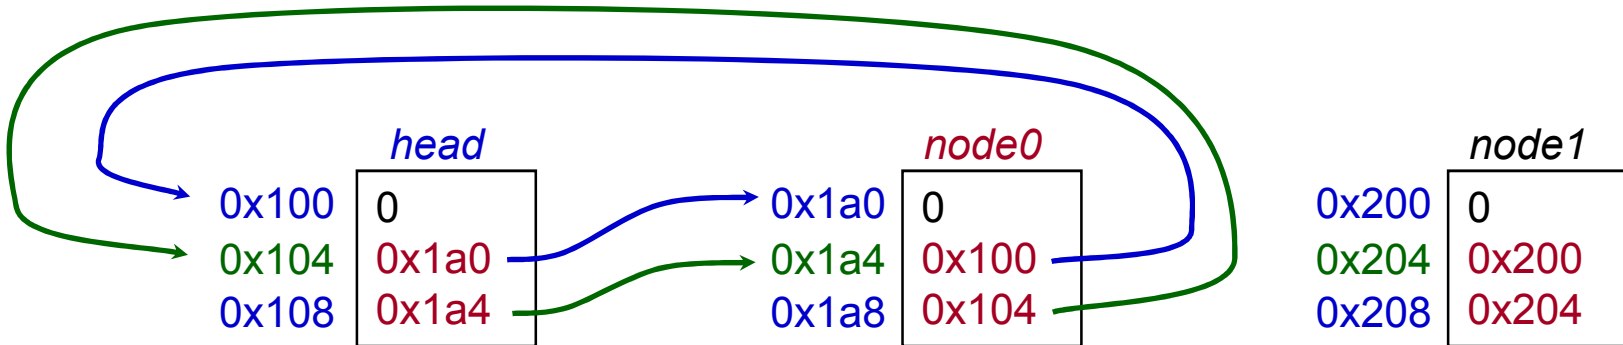 head node0 node1
0x100 0 0x1a0 0 0x200 0
0x104 0x1a0 0x1a4 0x100 0x204 0x200
0x108 0x1a4 0x1a8 0x104 0x208 0x204